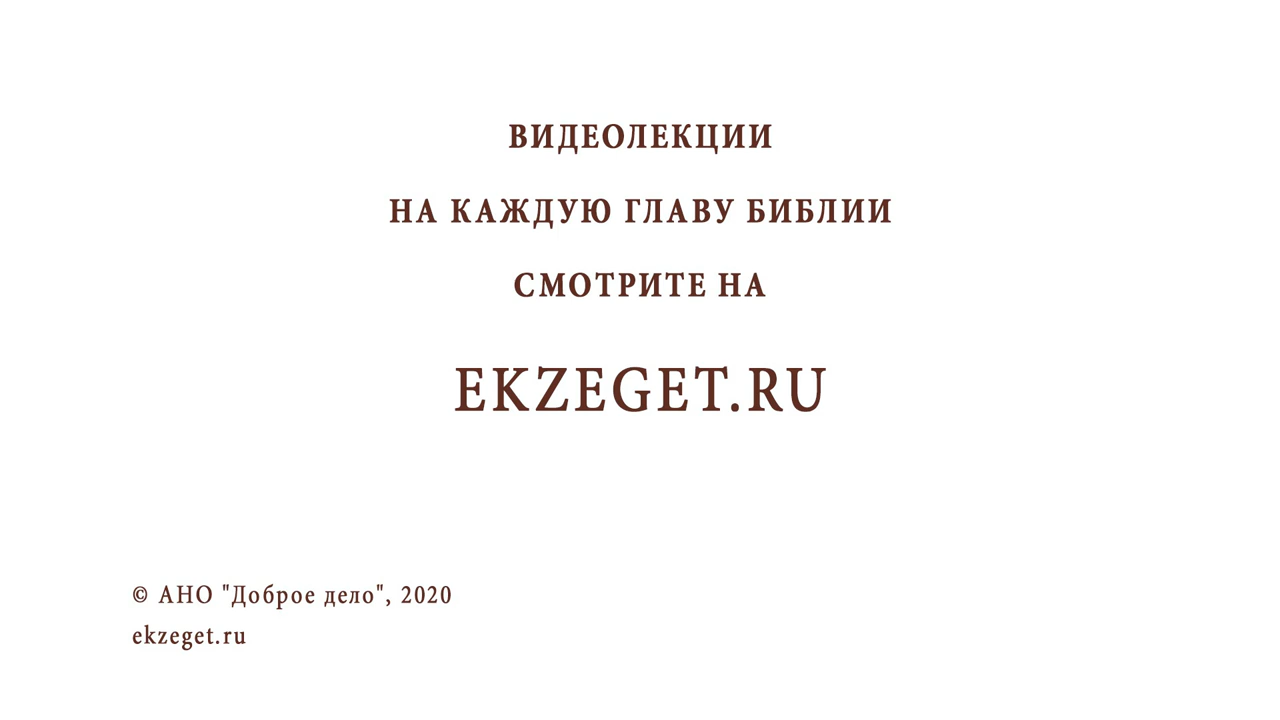 ВИДЕОЛЕКЦИИ
НА КАЖДУЮ ГЛАВУ БИБЛИИ
СМОТРИТЕ НА
EKZEGET.RU
© АНО "Доброе дело", 2020
ekzeget.ru